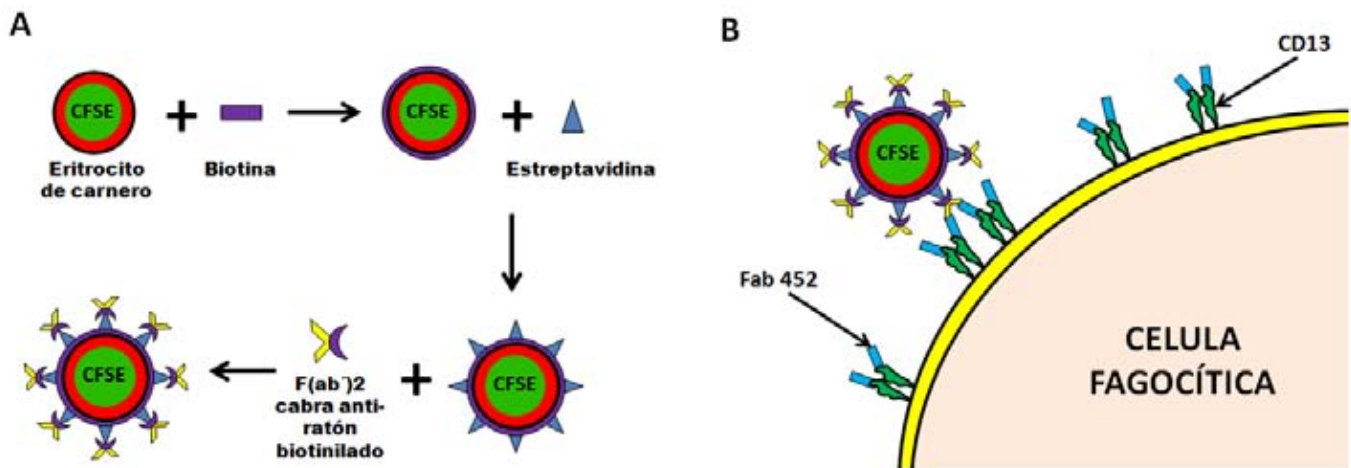 A
CFSE
Eritrocito
de carnero
+
Biotina
CFSE
+
Estreptavidina
CFSE
F(ab´)2
cabra anti-
ratón
biotinilado
+
CFSE
B
CD13
CFSE
Fab 452
CELULA
FAGOCÍTICA